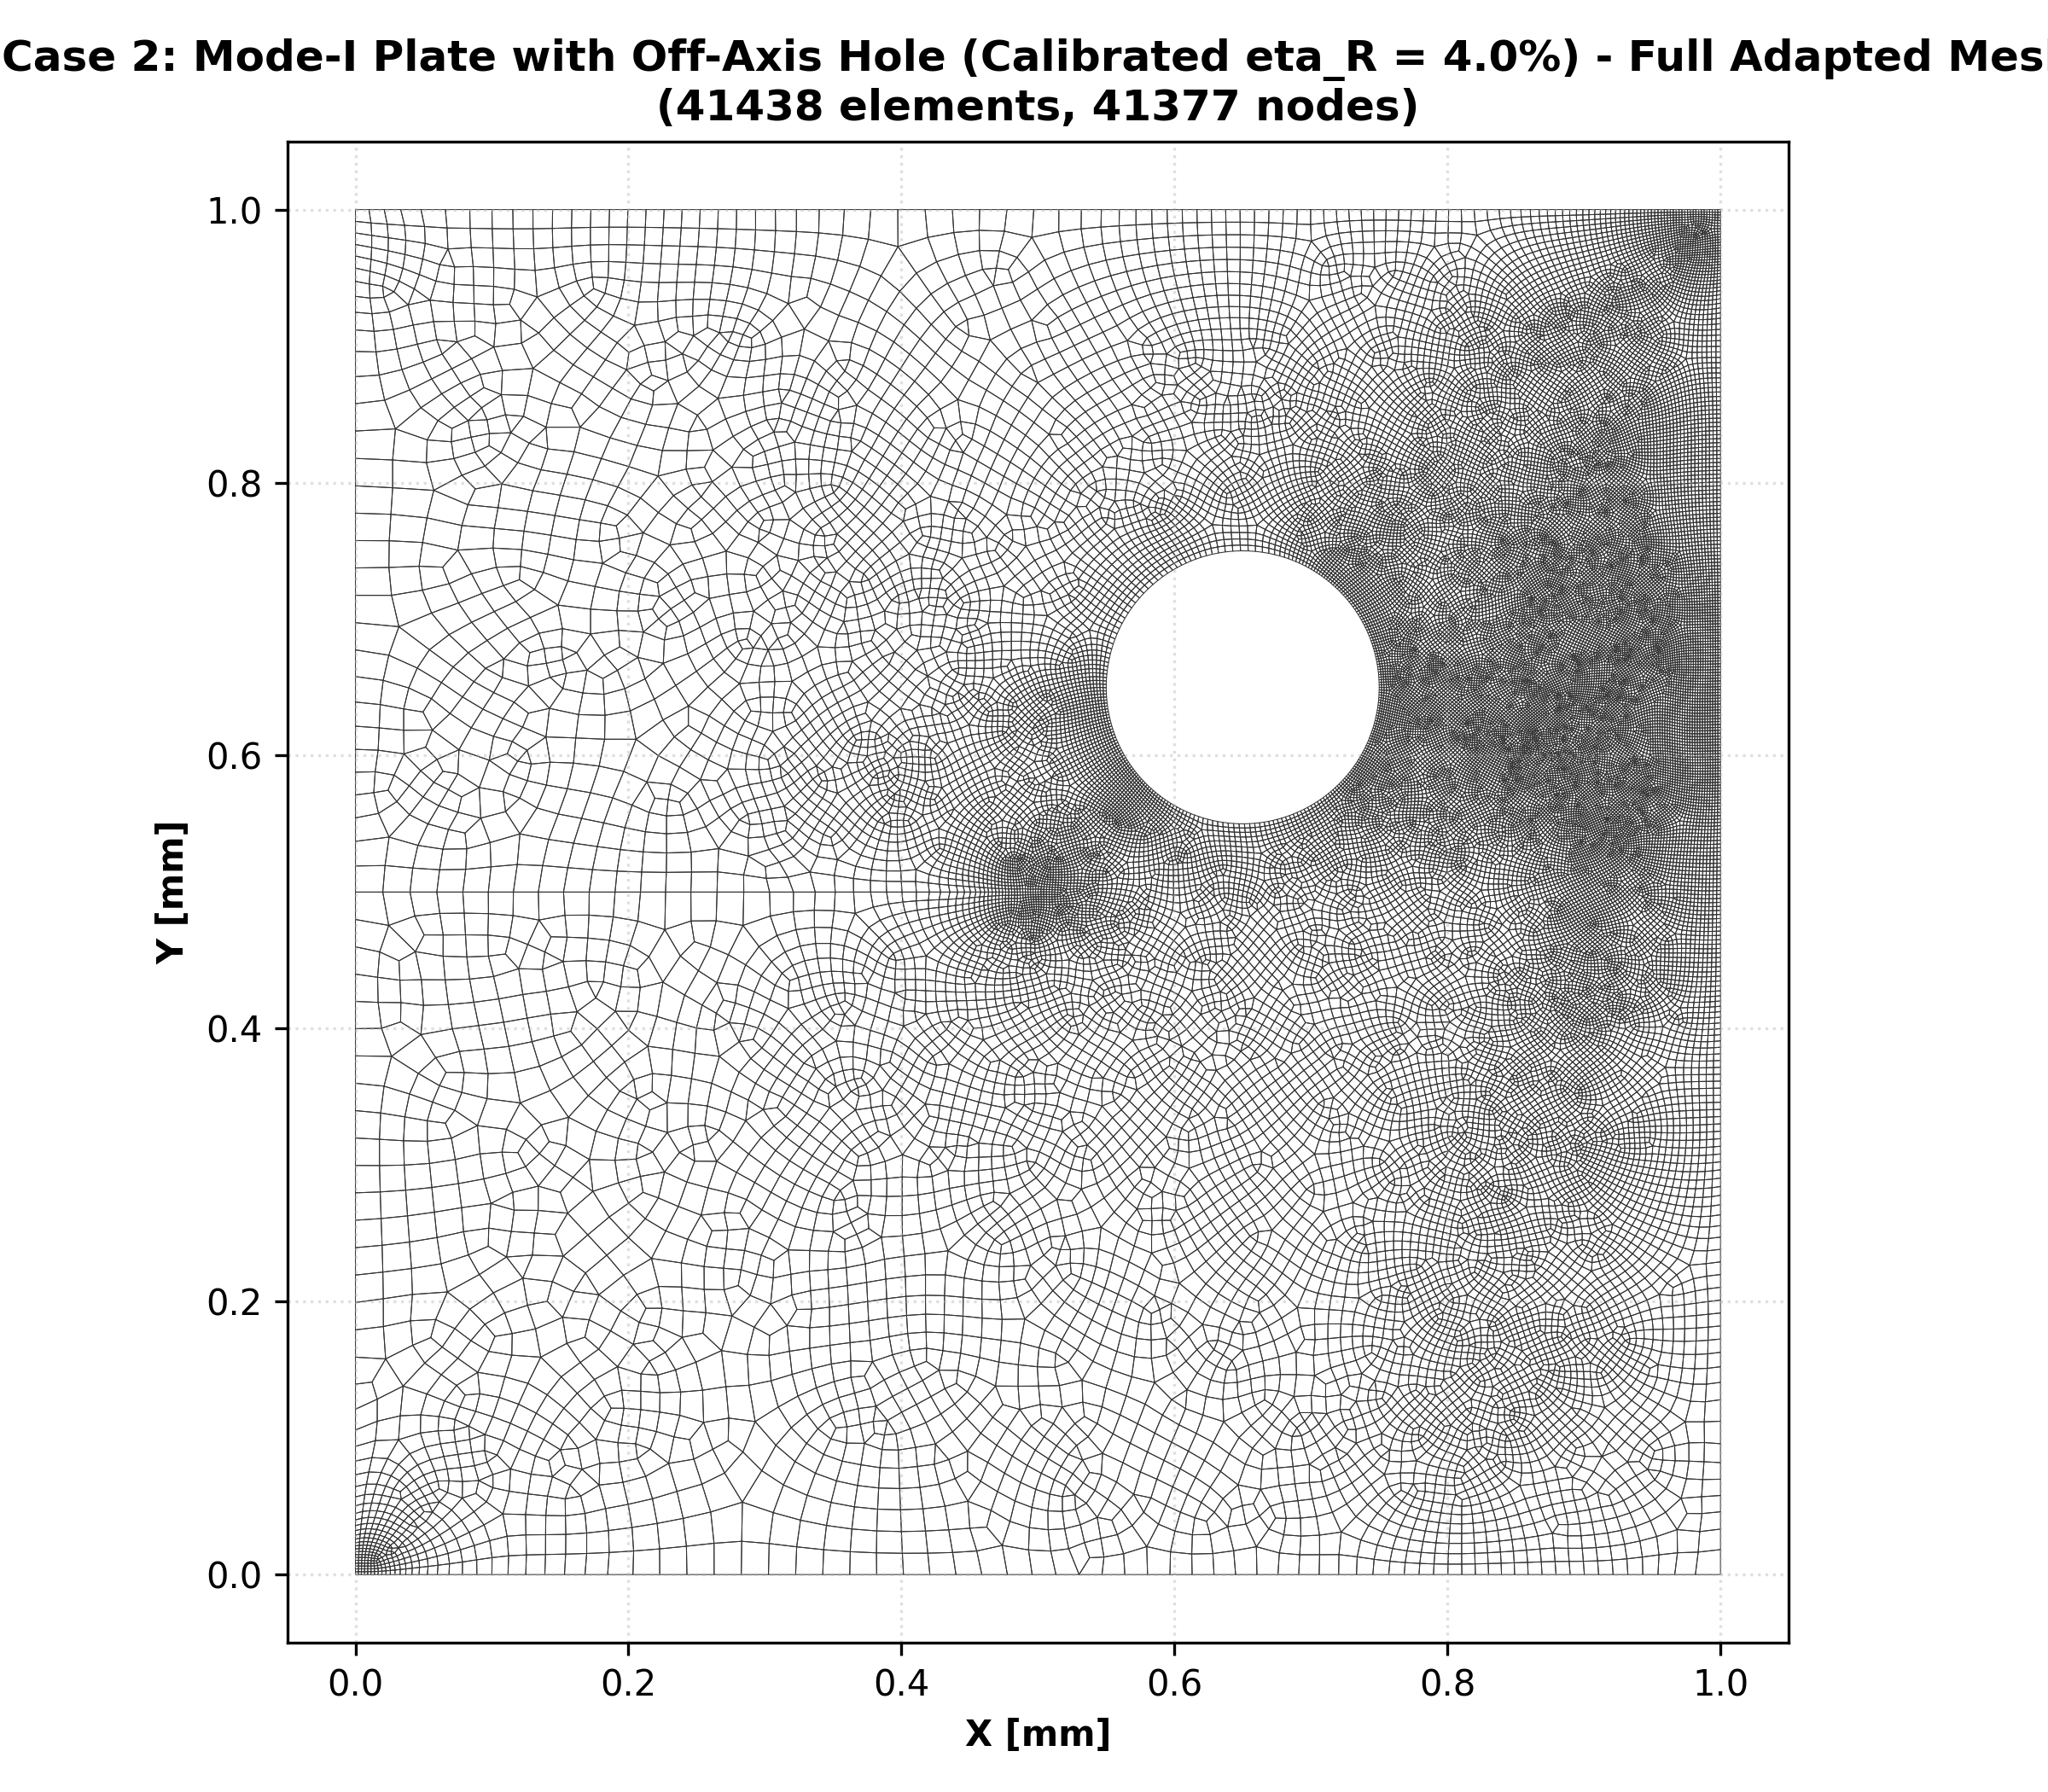 Case 2: Mode-I Plate with Off-Axis Hole (Calibrated eta_R = 4.0%) - Full Adapted
(41438 elements, 41377 nodes)
1.0
0.8
0.6
0.4
0.2
0.0
Y [mm]
0.0 0.2 0.4 0.6 0.8 1.0
X [mm]